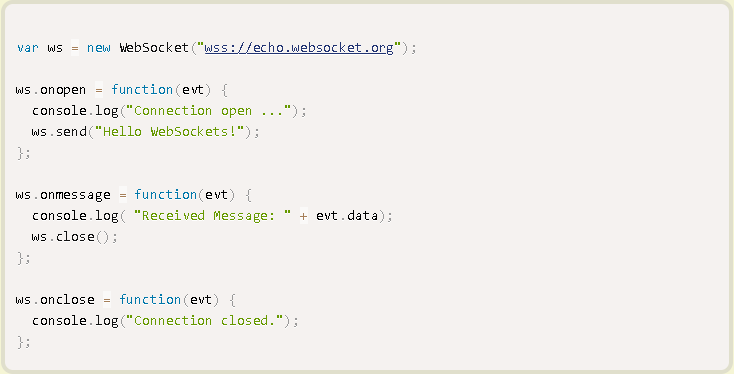 var ws = new WebSocket("wss://echo.websocket.org");
ws.onopen = function(evt) {
  console.log("Connection open ...");
  ws.send("Hello WebSockets!");
};
ws.onmessage = function(evt) {
  console.log( "Received Message: " + evt.data);
  ws.close();
};
ws.onclose = function(evt) {
  console.log("Connection closed.");
};